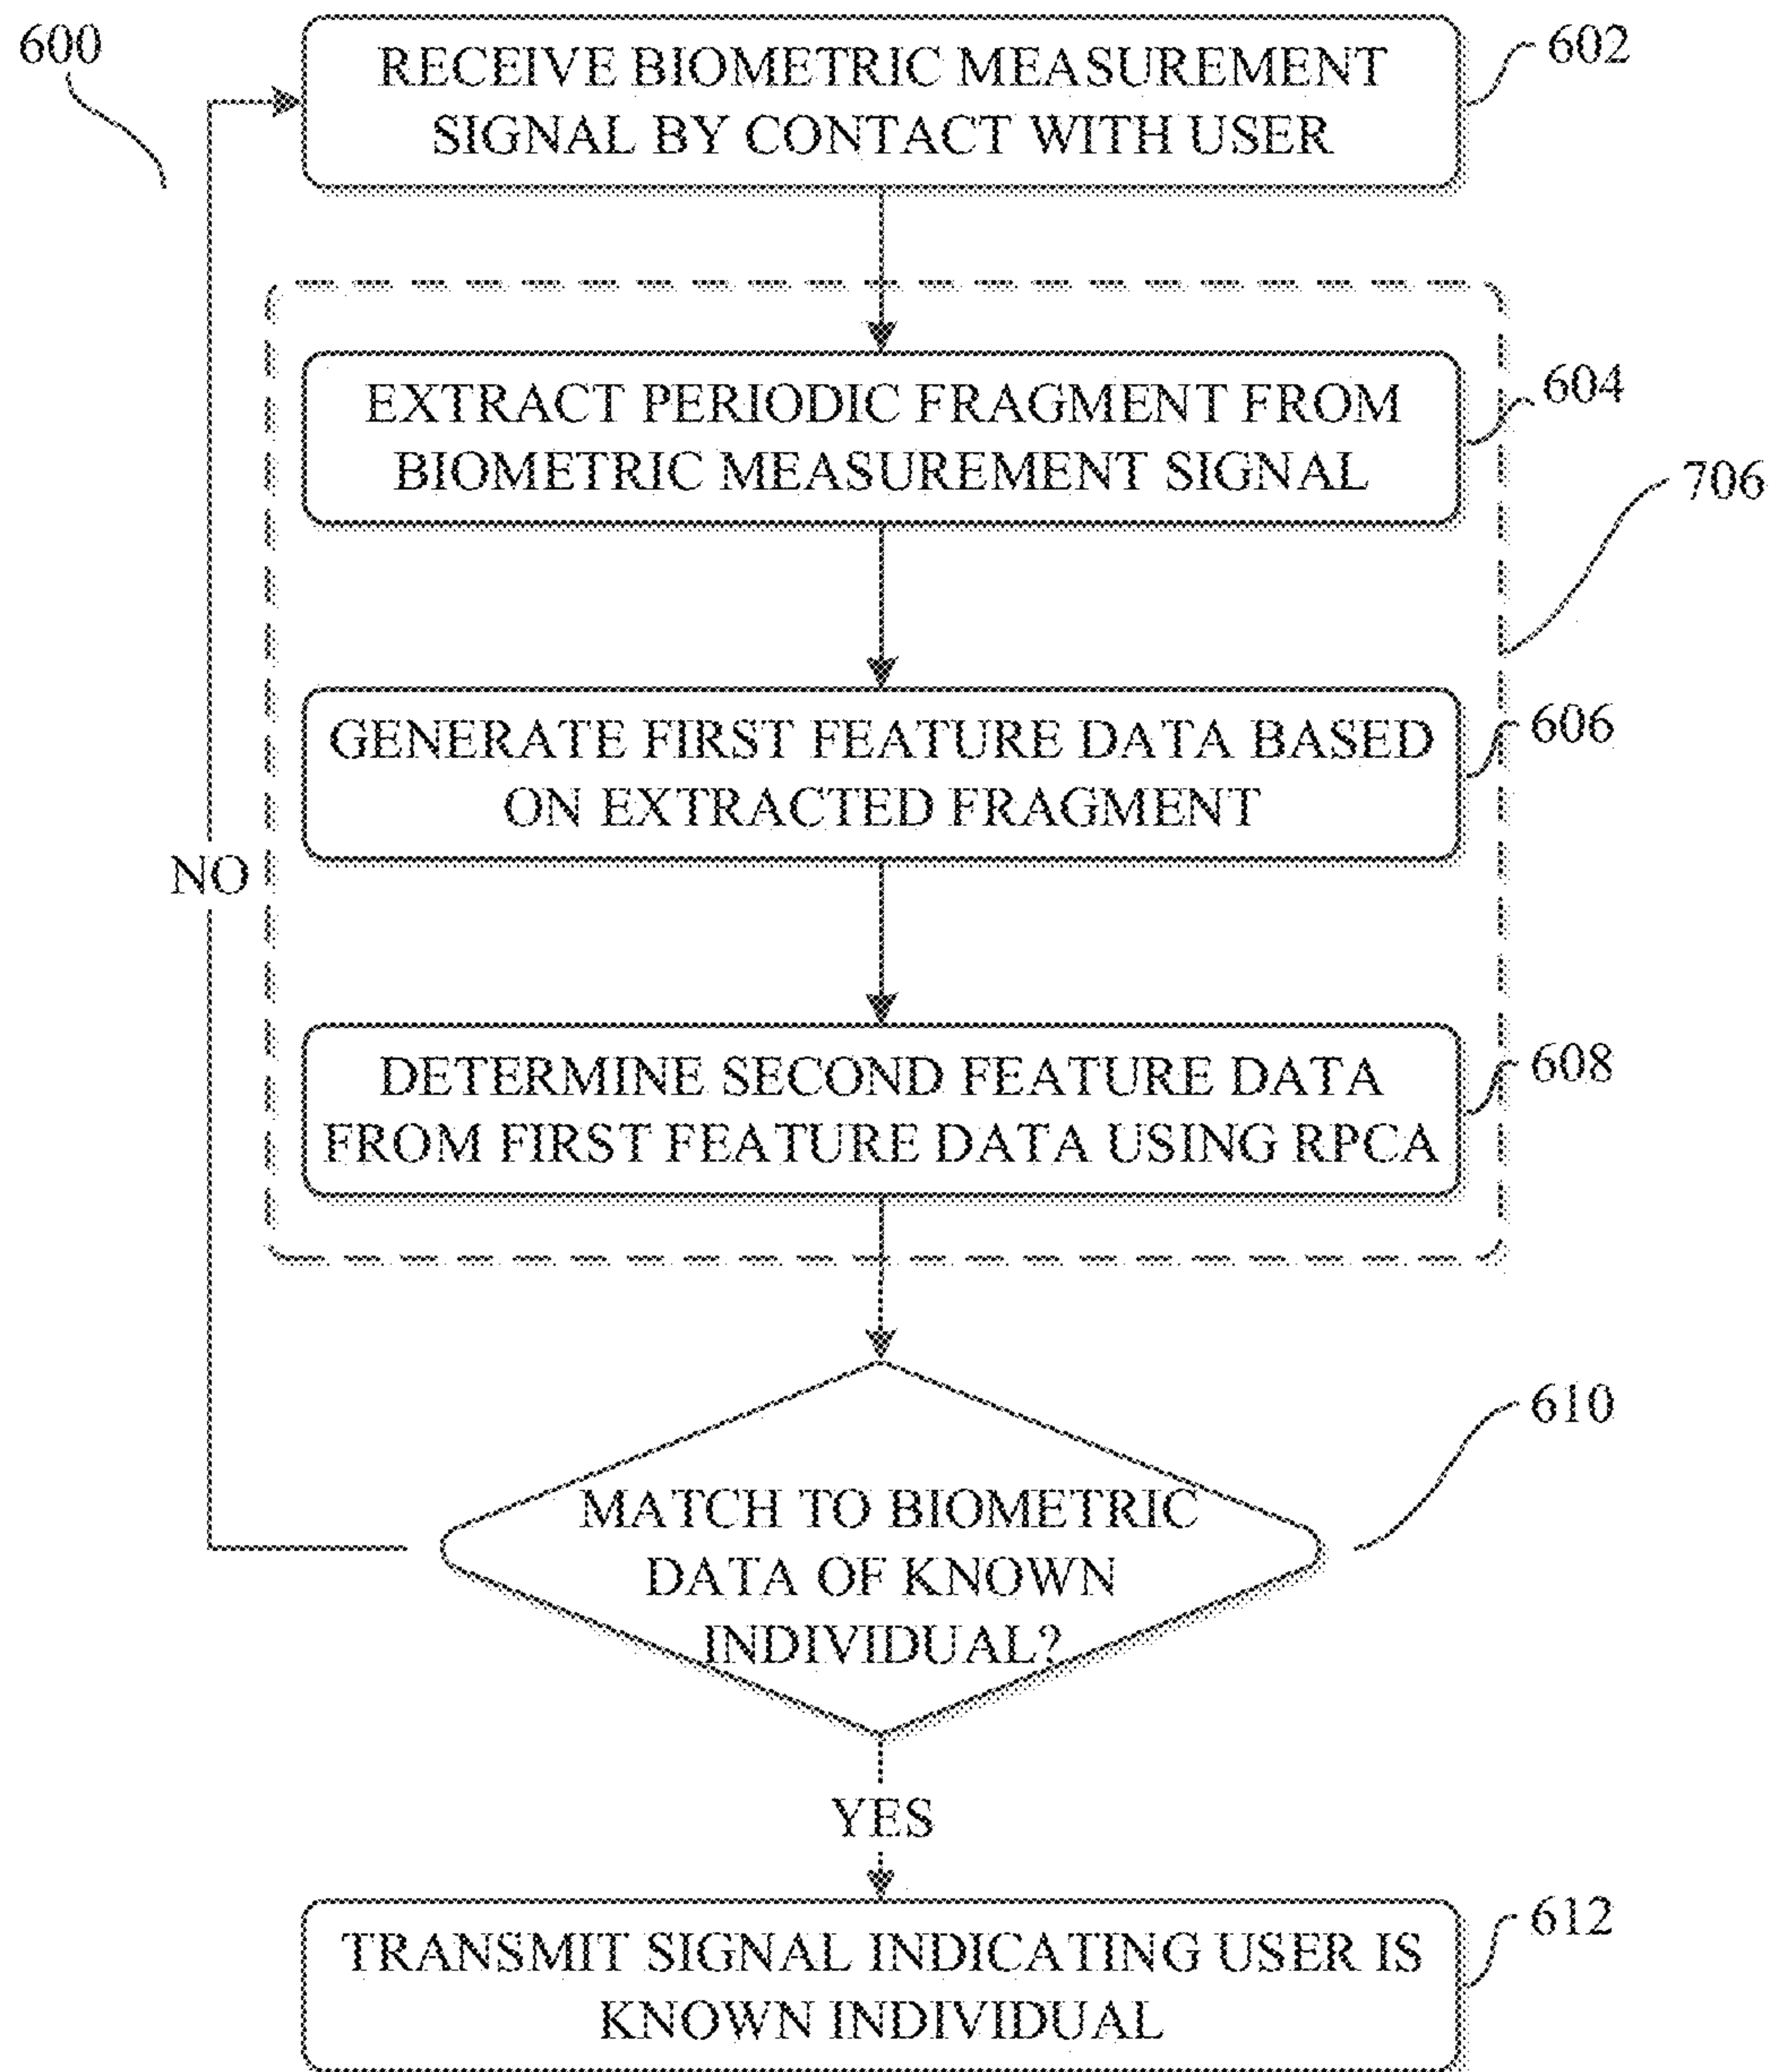 600
RECEIVE BIOMETRIC MEASUREMENT
SIGNAL BY CONTACT WITH USER
602
EXTRACT PERIODIC FRAGMENT FROM
BIOMETRIC MEASUREMENT SIGNAL
604
706
GENERATE FIRST FEATURE DATA BASED
ON EXTRACTED FRAGMENT
606
NO
DETERMINE SECOND FEATURE DATA
FROM FIRST FEATURE DATA USING RPCA
608
MATCH TO BIOMETRIC
DATA OF KNOWN
INDIVIDUAL?
610
YES
TRANSMIT SIGNAL INDICATING USER IS
KNOWN INDIVIDUAL
612